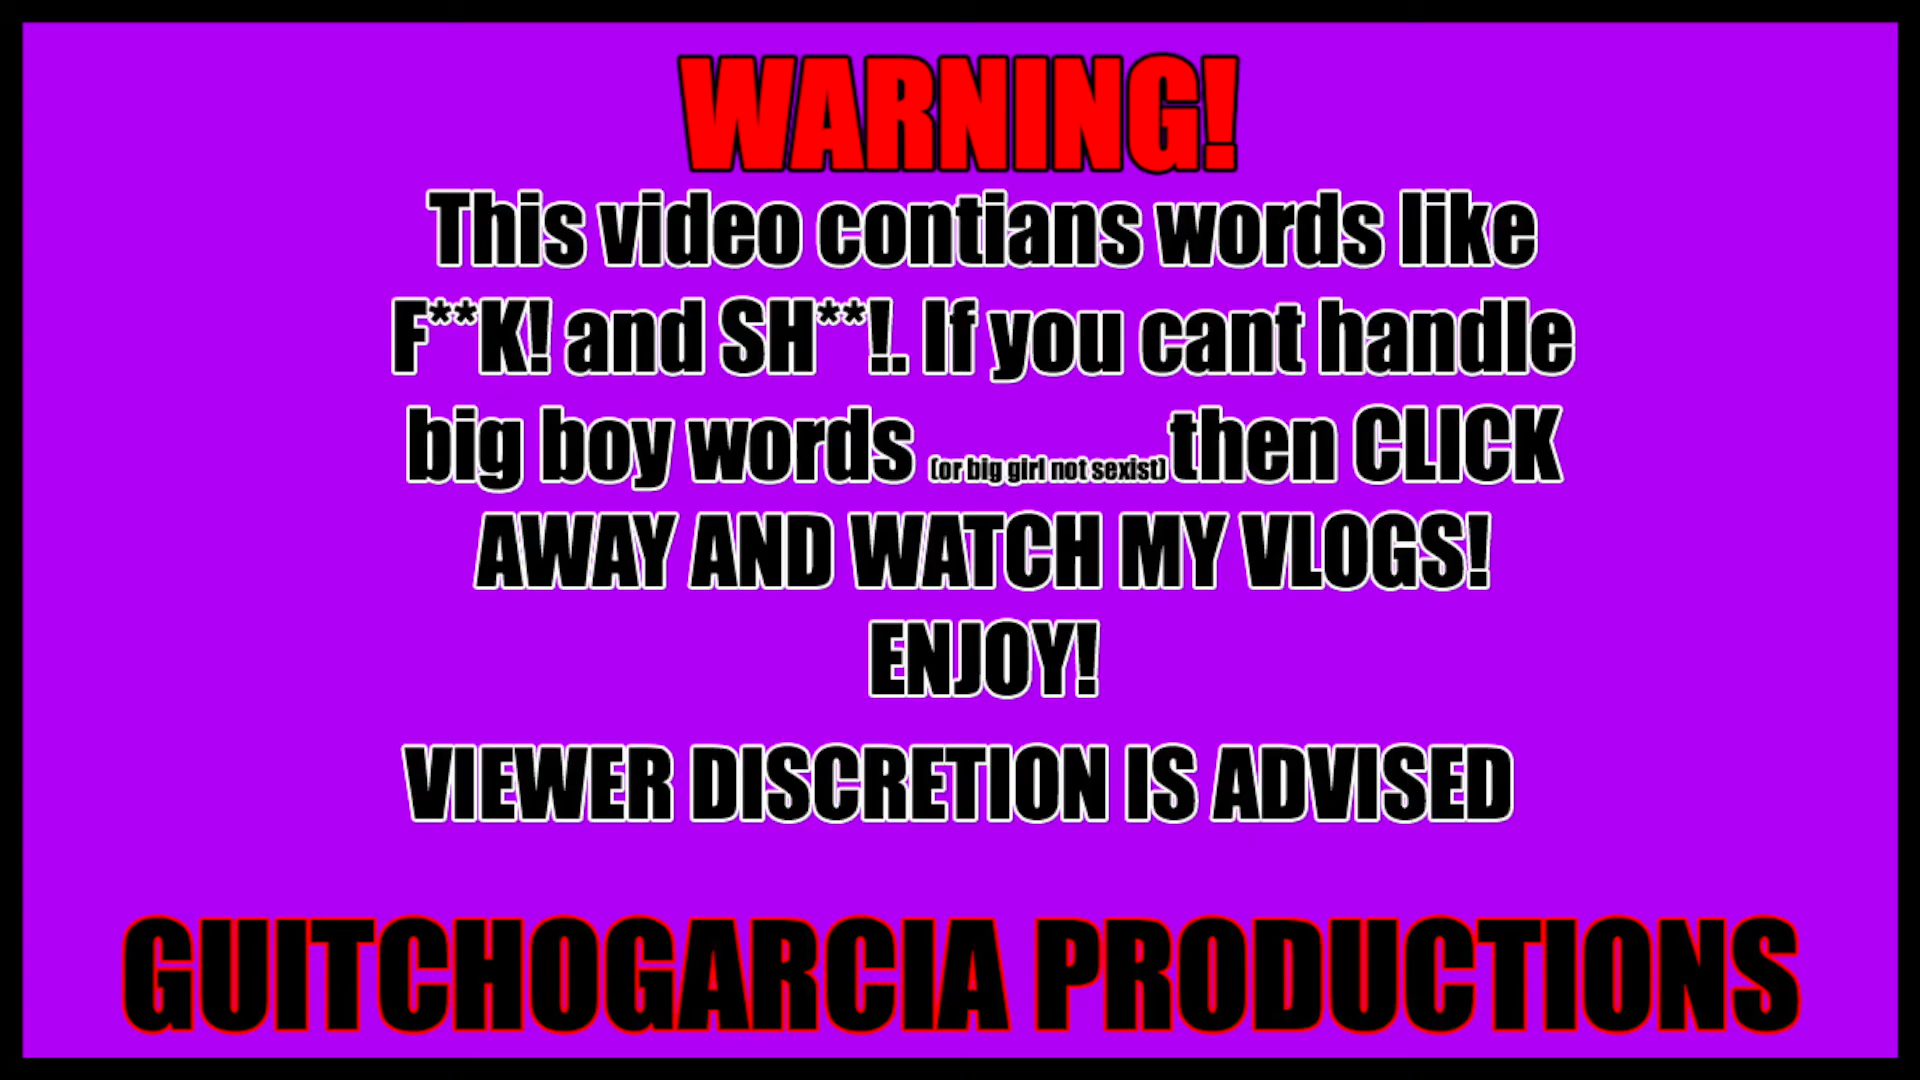 WARNING!
This video contians words like
F**K! and SH**!. If you cant handle
big boy words (or big girl not sexist) then CLICK
AWAY AND WATCH MY VLOGS!
ENJOY!
VIEWER DISCRETION IS ADVISED
GUITCHOGARCIA PRODUCTIONS